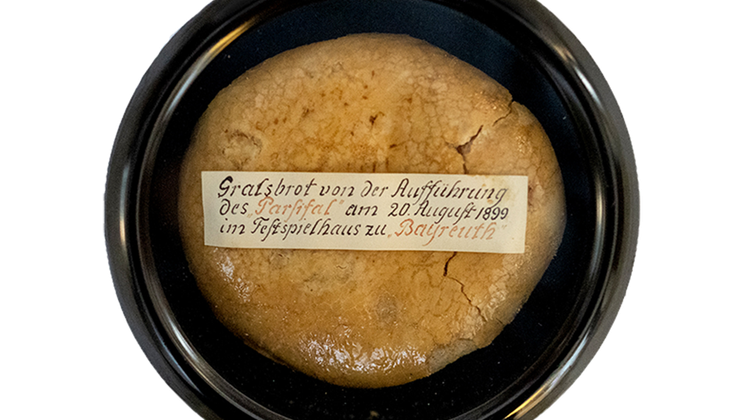 Gralsbrot von der Aufführung
des „Parsifal“ am 20. August 1899
im Festspielhaus zu „Bayreuth“